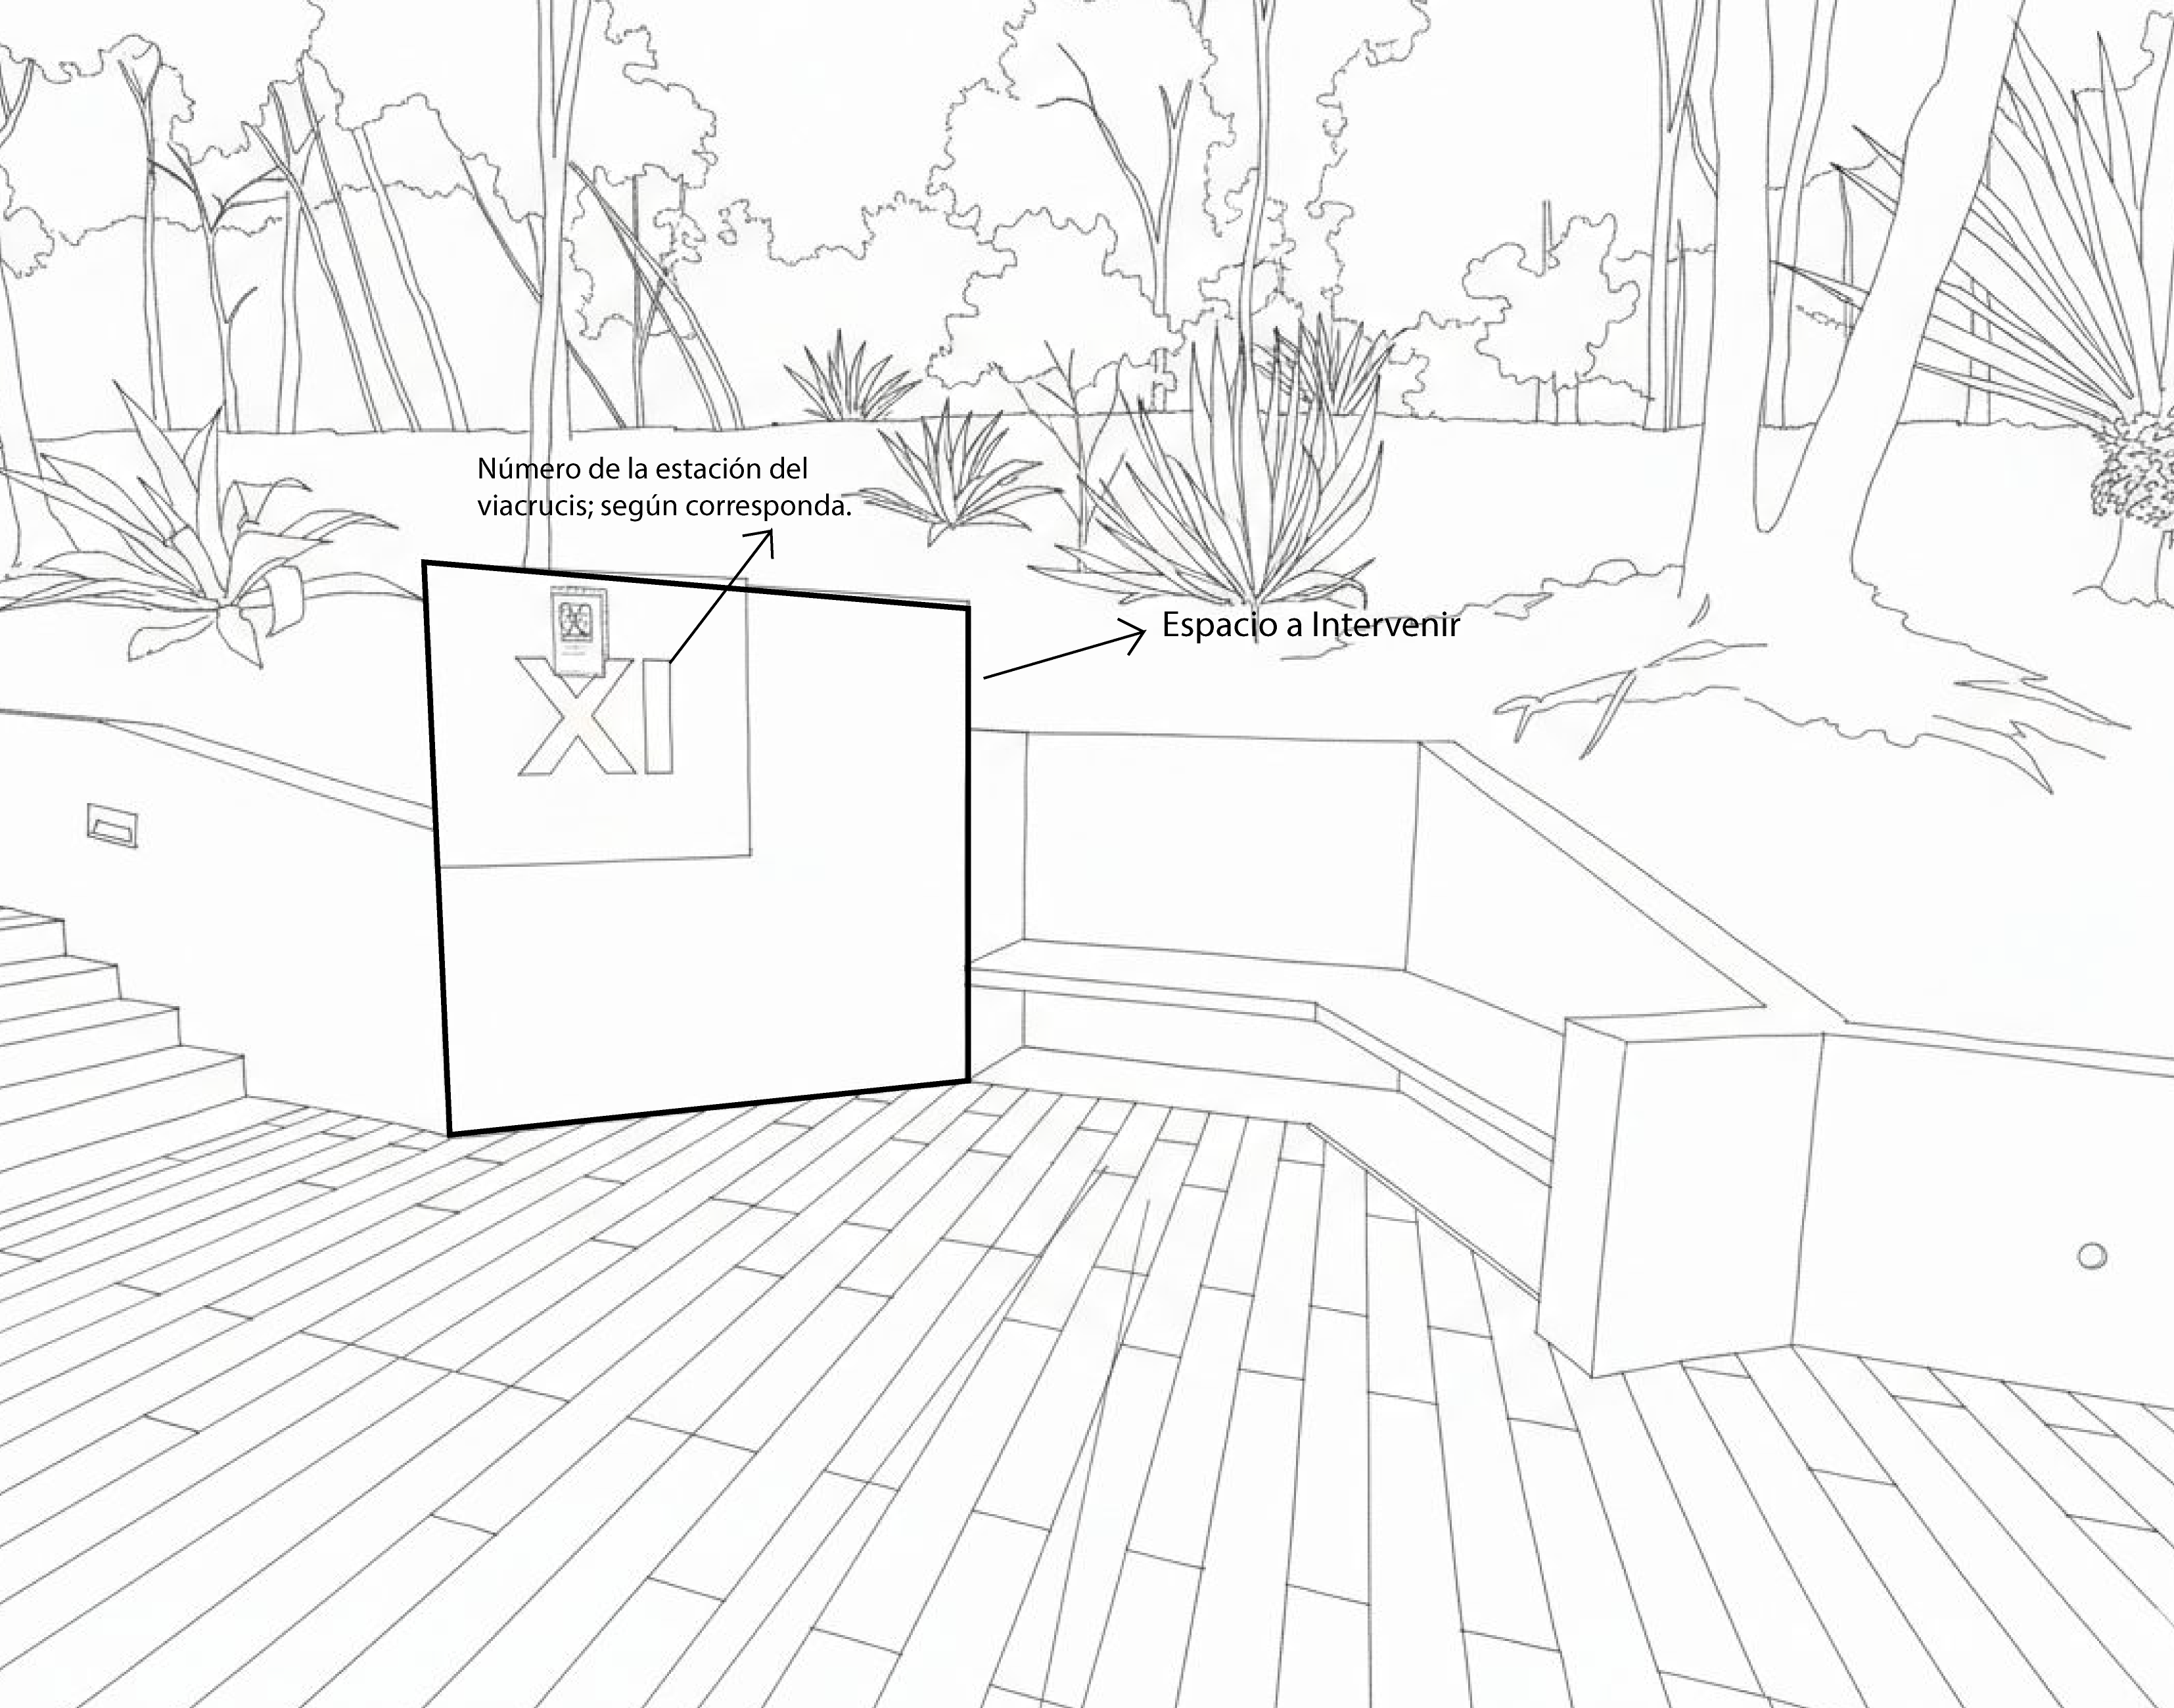 Número de la estación del
viacrucis; según corresponda.
XI
Espacio a Intervenir